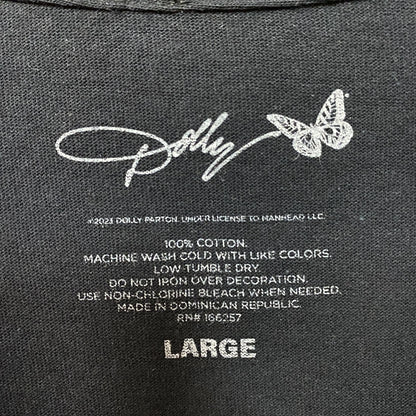 Dolly
©2023 DOLLY PARTON. UNDER LICENSE TO MANHEAD LLC.
100% COTTON.
MACHINE WASH COLD WITH LIKE COLORS.
LOW TUMBLE DRY.
DO NOT IRON OVER DECORATION.
USE NON-CHLORINE BLEACH WHEN NEEDED.
MADE IN DOMINICAN REPUBLIC.
RN# 166257
LARGE